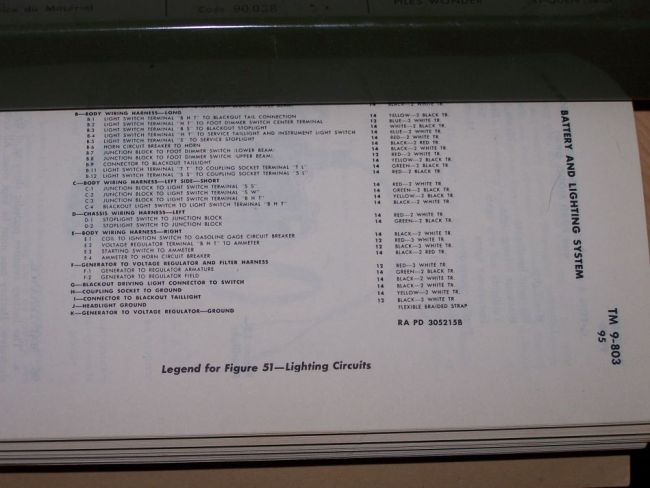 Code 90.028
BATTERY AND LIGHTING SYSTEM
TM 9-803
95
14 BLACK—2 WHITE TR.
B—BODY WIRING HARNESS—LONG
B-1 LIGHT SWITCH TERMINAL "B H T" TO BLACKOUT TAIL CONNECTION 14 YELLOW—2 BLACK TR.
B-2 LIGHT SWITCH TERMINAL "H T" TO FOOT DIMMER SWITCH CENTER TERMINAL 12 BLUE—2 WHITE TR.
B-3 LIGHT SWITCH TERMINAL "B S" TO BLACKOUT STOPLIGHT 14 WHITE—2 BLACK TR.
B-4 LIGHT SWITCH TERMINAL "H T" TO SERVICE TAILLIGHT AND INSTRUMENT LIGHT SWITCH 14 BLUE—2 WHITE TR.
B-5 LIGHT SWITCH TERMINAL "S" TO SERVICE STOPLIGHT 14 RED—2 WHITE TR.
B-6 HORN CIRCUIT BREAKER TO HORN 14 BLACK—2 RED TR.
B-7 JUNCTION BLOCK TO FOOT DIMMER SWITCH (LOWER BEAM) 14 BLACK—2 WHITE TR.
B-8 JUNCTION BLOCK TO FOOT DIMMER SWITCH (UPPER BEAM) 12 RED—2 WHITE TR.
B-9 CONNECTOR TO BLACKOUT TAILLIGHT 14 YELLOW—2 BLACK TR.
B-11 LIGHT SWITCH TERMINAL "T T" TO COUPLING SOCKET TERMINAL "T L" 14 GREEN—2 BLACK TR.
B-12 LIGHT SWITCH TERMINAL "S S" TO COUPLING SOCKET TERMINAL "S S" 14 RED—2 BLACK TR.
C—BODY WIRING HARNESS—LEFT SIDE—SHORT
C-1 JUNCTION BLOCK TO LIGHT SWITCH TERMINAL "S S" 14 RED—2 WHITE TR.
C-2 JUNCTION BLOCK TO LIGHT SWITCH TERMINAL "S W" 14 GREEN—2 BLACK TR.
C-3 JUNCTION BLOCK TO LIGHT SWITCH TERMINAL "B H T" 14 YELLOW—2 BLACK TR.
C-4 BLACKOUT LIGHT SWITCH TO LIGHT SWITCH TERMINAL "B H T" 14 BLACK—2 WHITE TR.
D—CHASSIS WIRING HARNESS—LEFT
D-1 STOPLIGHT SWITCH TO JUNCTION BLOCK 14 RED—2 WHITE TR.
D-2 STOPLIGHT SWITCH TO JUNCTION BLOCK 14 GREEN—2 BLACK TR.
E—BODY WIRING HARNESS—RIGHT
E-1 COIL TO IGNITION SWITCH TO GASOLINE GAGE CIRCUIT BREAKER 14 BLACK—2 WHITE TR.
E-2 VOLTAGE REGULATOR TERMINAL "B H T" TO AMMETER 12 RED—3 WHITE TR.
E-3 STARTING SWITCH TO AMMETER 12 BLACK—3 WHITE TR.
E-4 AMMETER TO HORN CIRCUIT BREAKER 14 BLACK—2 RED TR.
F—GENERATOR TO VOLTAGE REGULATOR AND FILTER HARNESS
F-1 GENERATOR TO REGULATOR ARMATURE 12 RED—3 WHITE TR.
F-2 GENERATOR TO REGULATOR FIELD 14 GREEN—2 BLACK TR.
G—BLACKOUT DRIVING LIGHT CONNECTOR TO SWITCH 14 BLACK—2 WHITE TR.
H—COUPLING SOCKET TO GROUND 14 BLACK—2 WHITE TR.
I—CONNECTOR TO BLACKOUT TAILLIGHT 14 YELLOW—2 WHITE TR.
J—HEADLIGHT GROUND 12 BLACK—3 WHITE TR.
K—GENERATOR TO VOLTAGE REGULATOR—GROUND FLEXIBLE BRAIDED STRAP
RA PD 305215B
Legend for Figure 51—Lighting Circuits